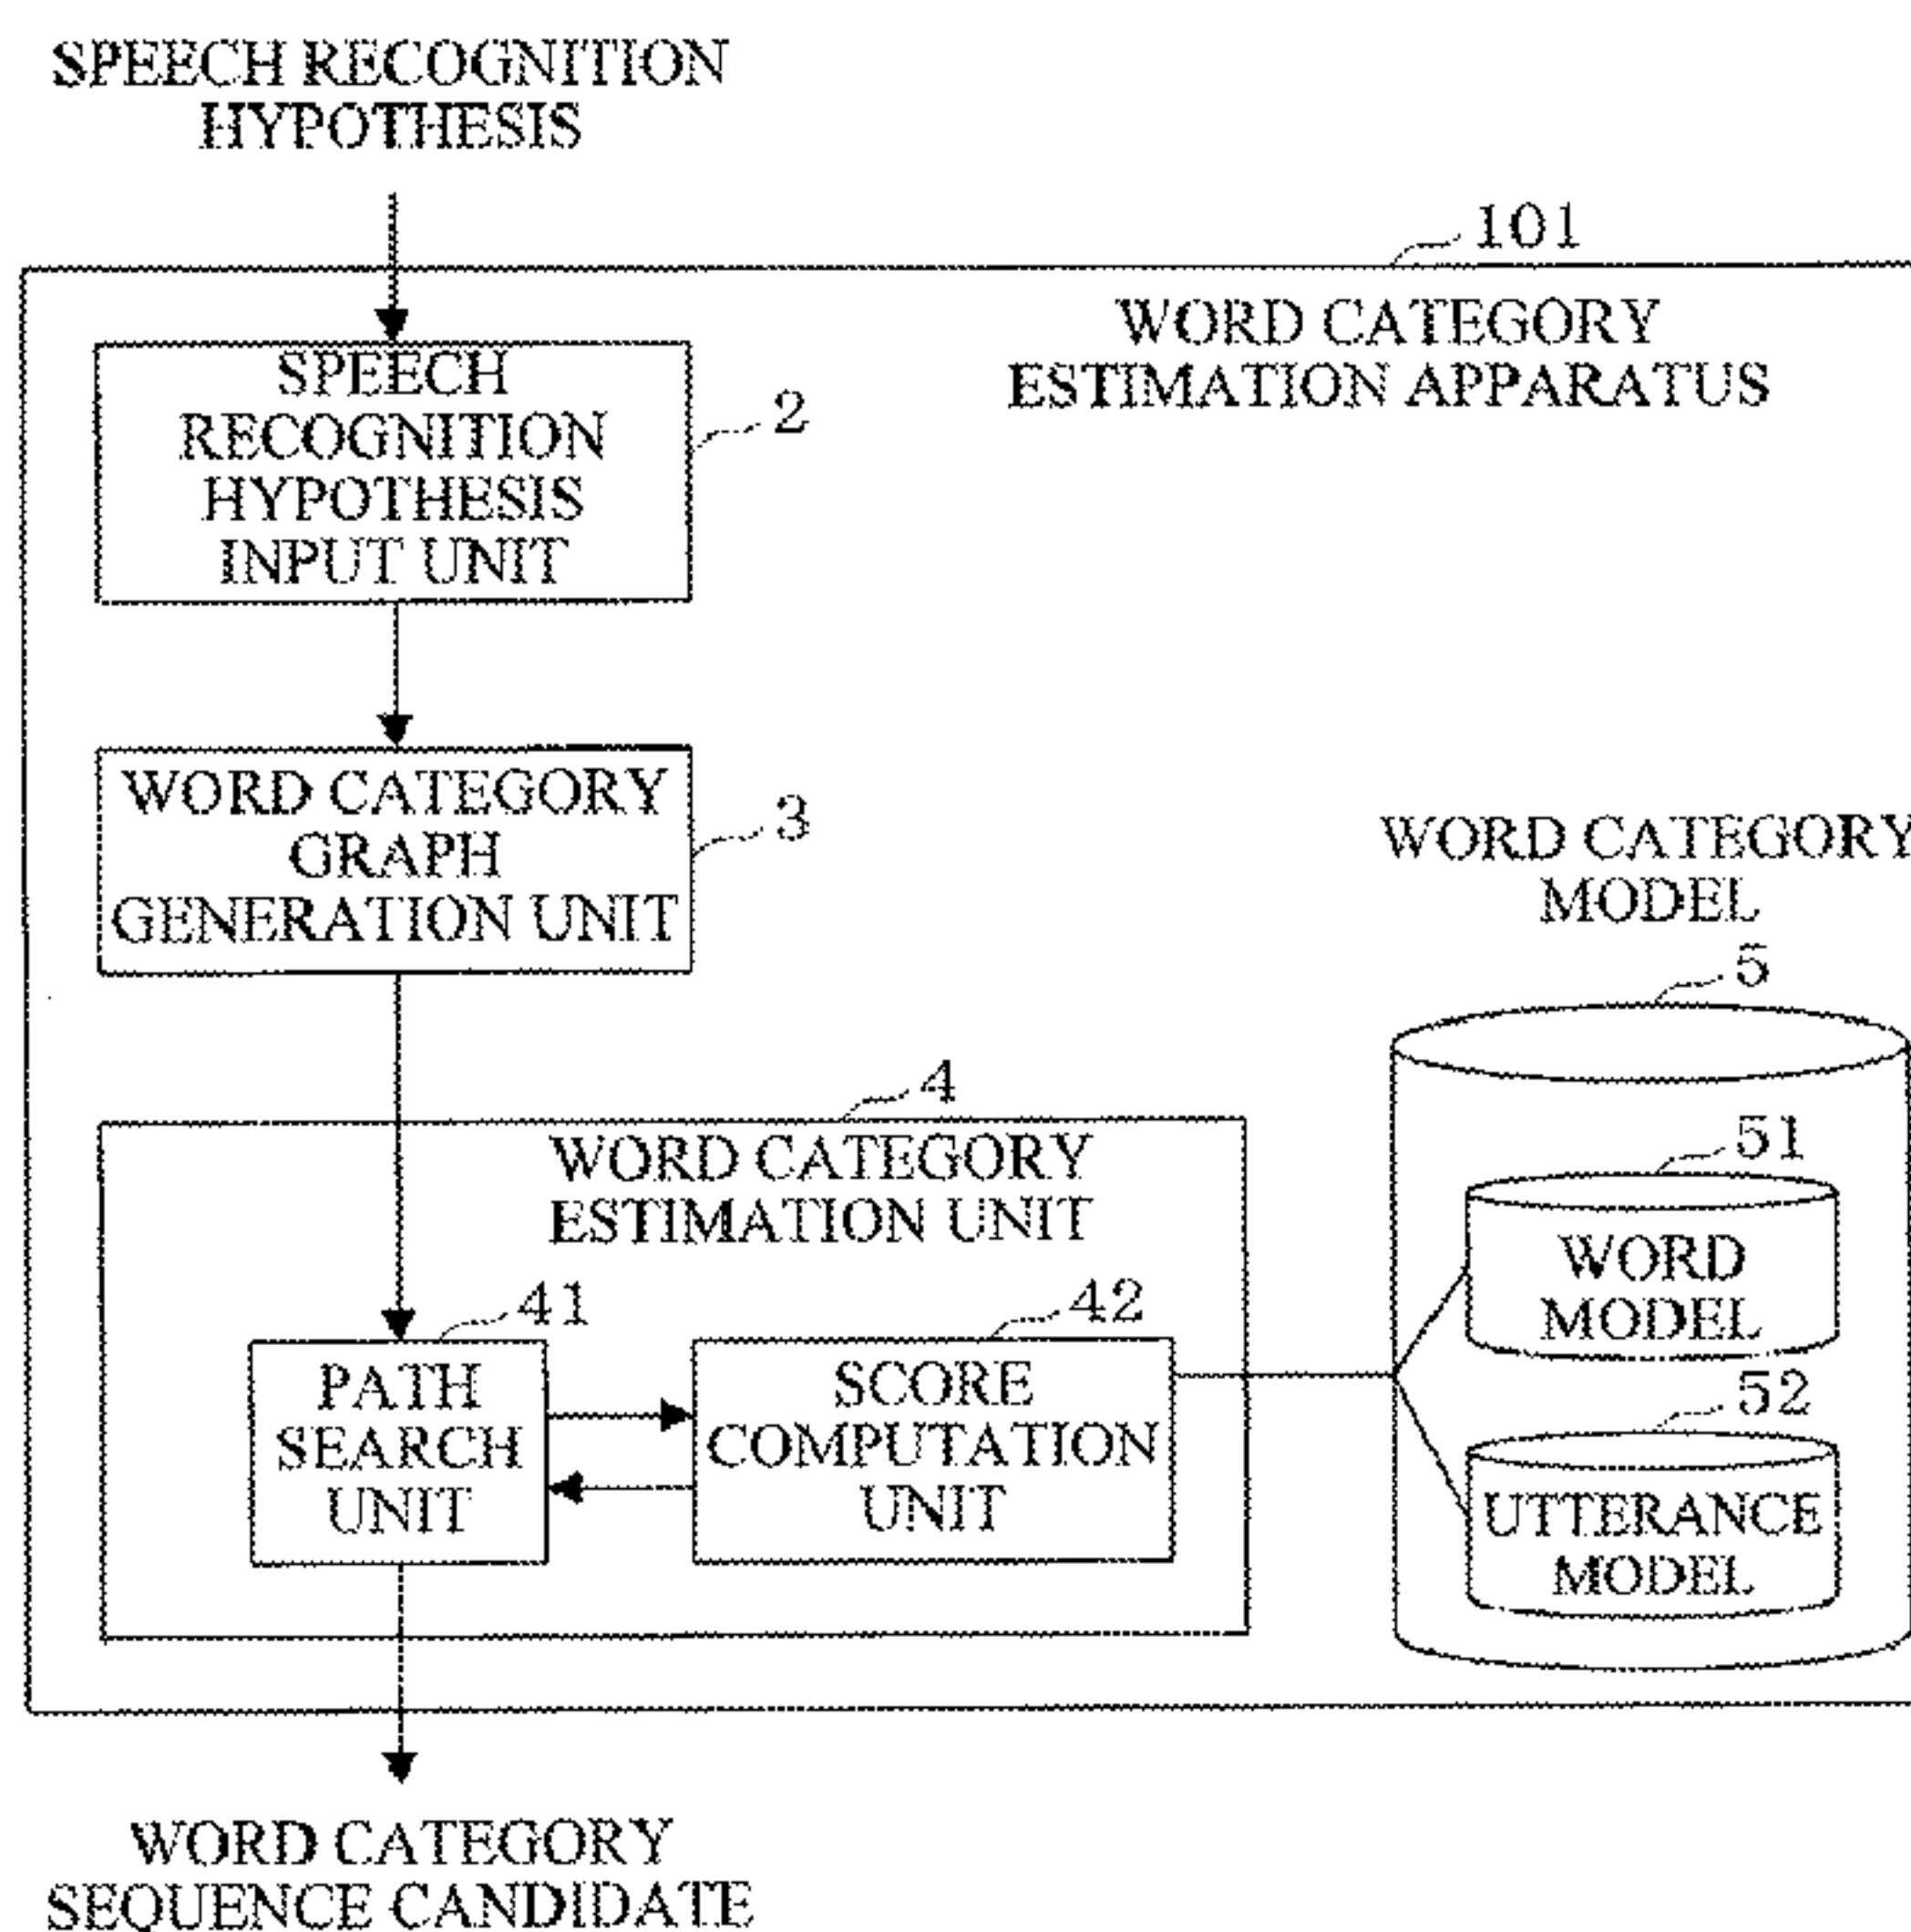 SPEECH RECOGNITION
HYPOTHESIS
101
WORD CATEGORY
ESTIMATION APPARATUS
SPEECH
RECOGNITION
HYPOTHESIS
INPUT UNIT
2
WORD CATEGORY
GRAPH
GENERATION UNIT
3
WORD CATEGORY
MODEL
5
4
WORD CATEGORY
ESTIMATION UNIT
51
WORD
MODEL
41
PATH
SEARCH
UNIT
42
SCORE
COMPUTATION
UNIT
52
UTTERANCE
MODEL
WORD CATEGORY
SEQUENCE CANDIDATE